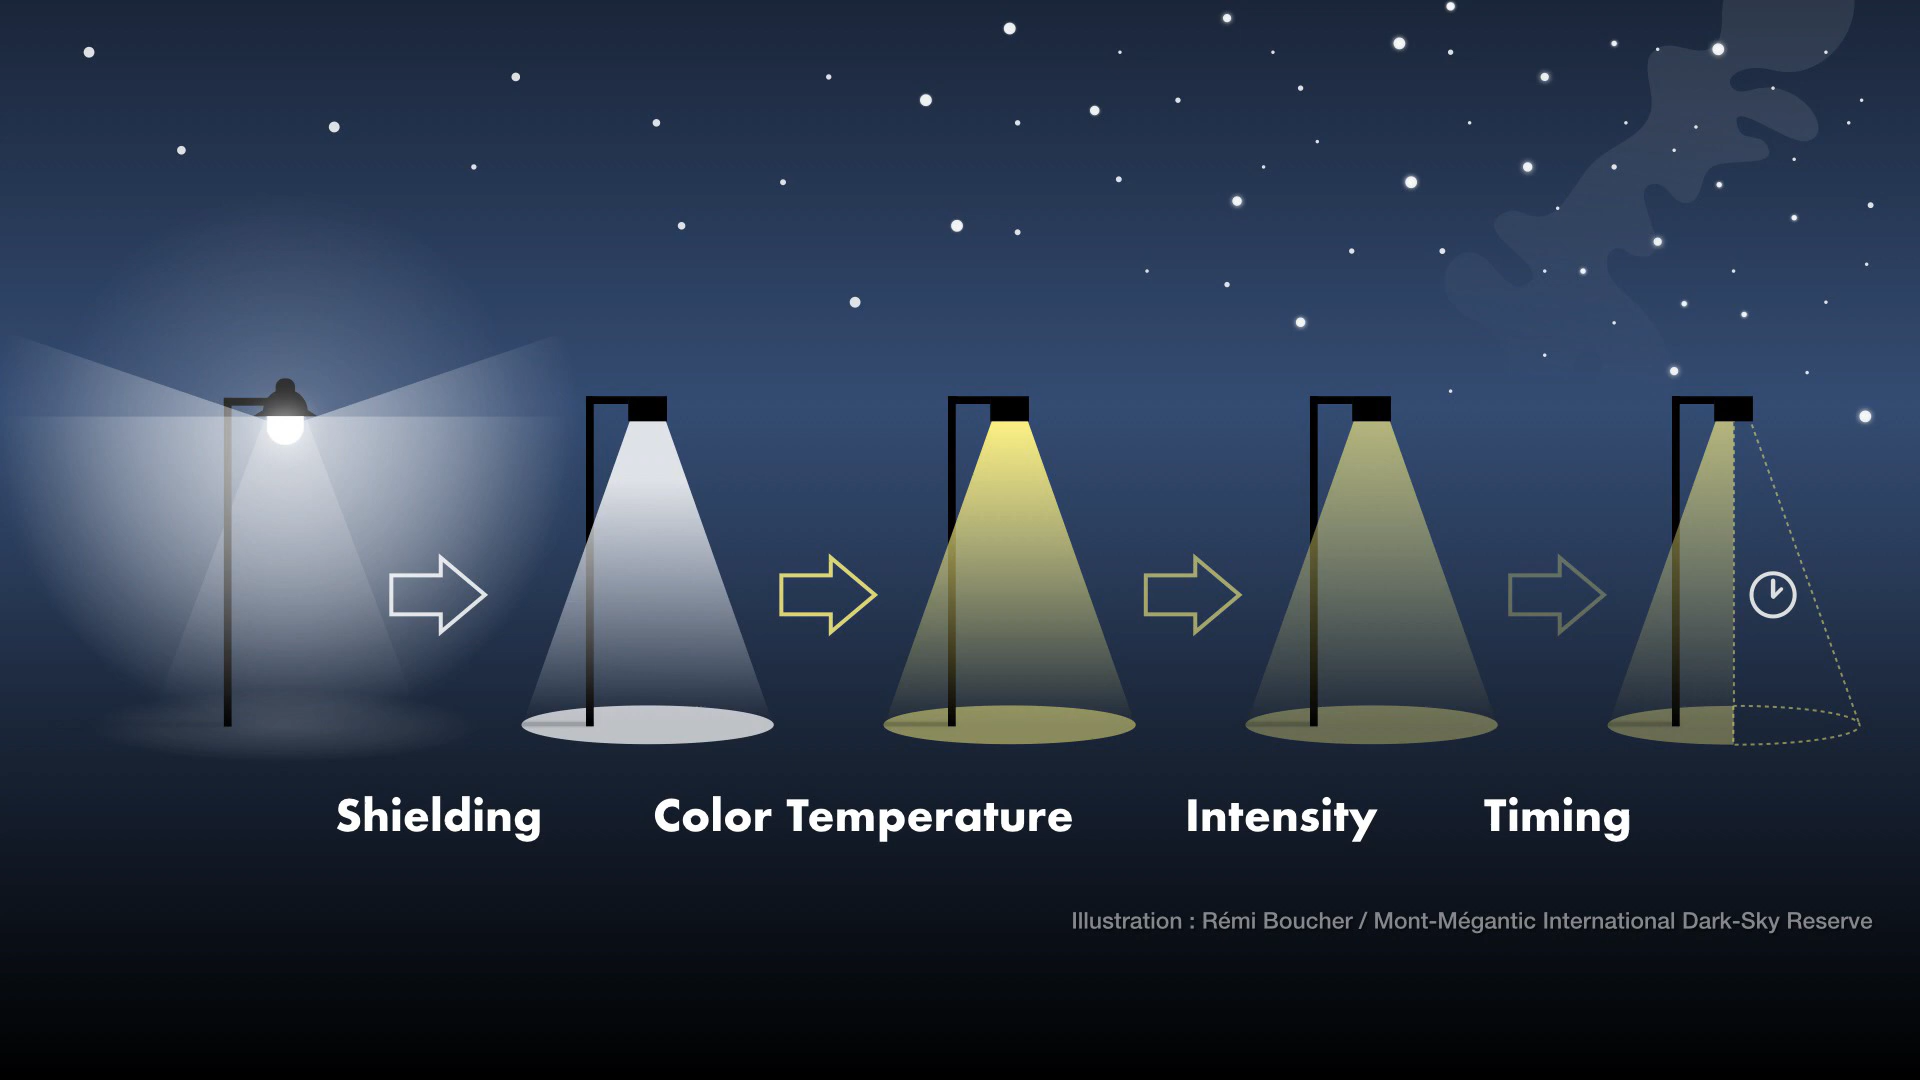 Shielding Color Temperature Intensity Timing
Illustration : Rémi Boucher / Mont-Mégantic International Dark-Sky Reserve